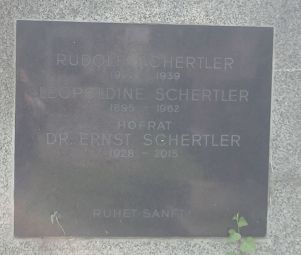 RUDOLF SCHERTLER
1939
LEOPOLDINE SCHERTLER
1895 - 1962
HOFRAT
DR. ERNST SCHERTLER
1928 - 2015
RUHET SANFT